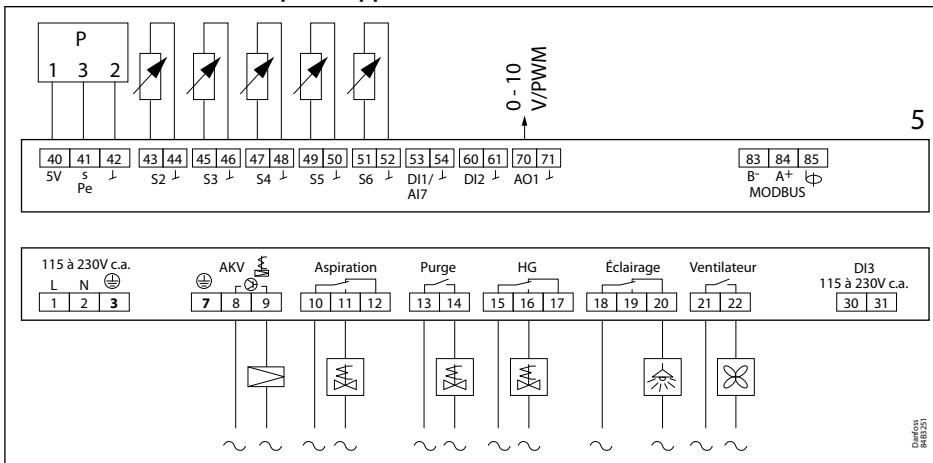 P
1 3 2
0 - 10
V/PWM
5
40 41 42 43 44 45 46 47 48 49 50 51 52 53 54 60 61 70 71 83 84 85
5V s S2 S3 S4 S5 S6 DI1/ DI2 AO1 B- A+
Pe AI7 MODBUS
115 à 230V c.a. AKV Aspiration Purge HG Éclairage Ventilateur DI3
L N 115 à 230V c.a.
1 2 3 7 8 9 10 11 12 13 14 15 16 17 18 19 20 21 22 30 31
Danfoss
84B3251